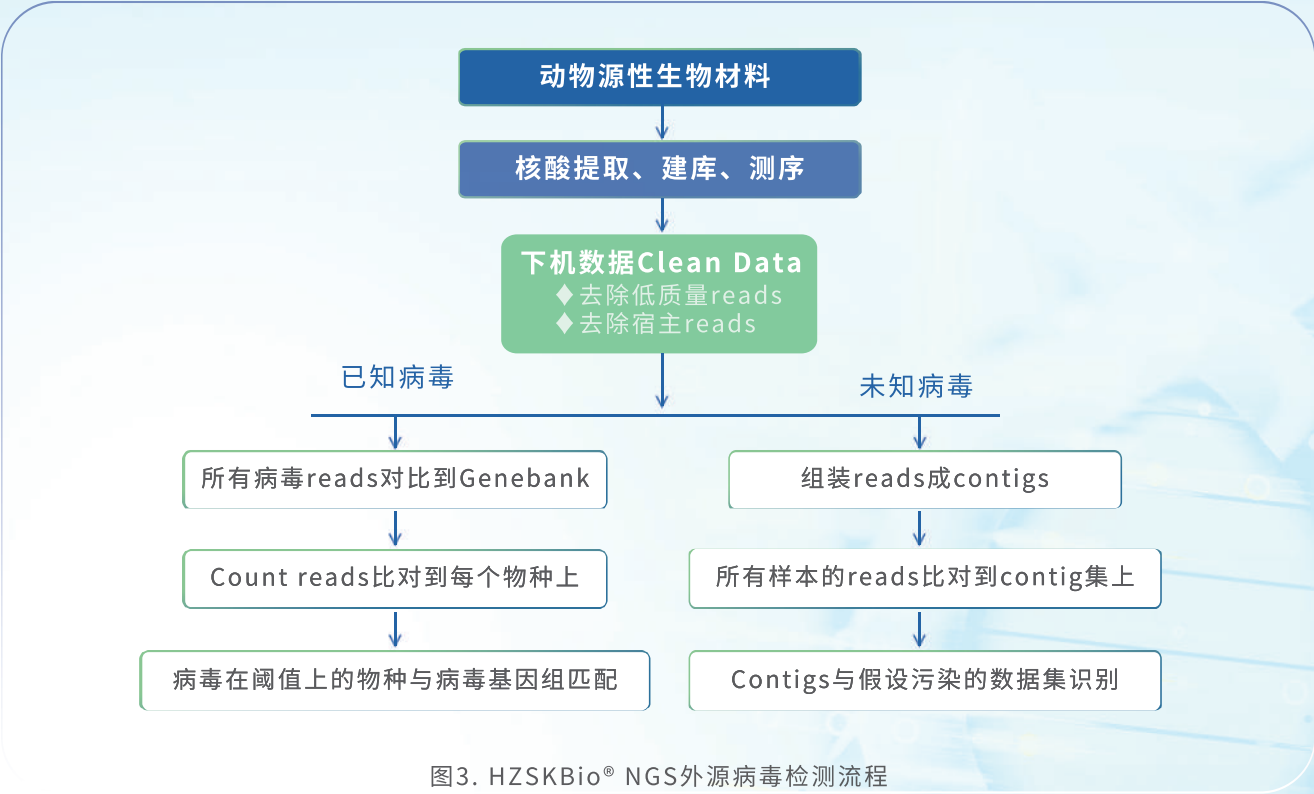 动物源性生物材料
核酸提取、建库、测序
下机数据Clean Data
♦去除低质量reads
♦去除宿主reads
已知病毒
未知病毒
所有病毒reads对比到Genebank
组装reads成contigs
Count reads比对到每个物种上
所有样本的reads比对到contig集上
病毒在阈值上的物种与病毒基因组匹配
Contigs与假设污染的数据集识别
图3. HZSKBio® NGS外源病毒检测流程